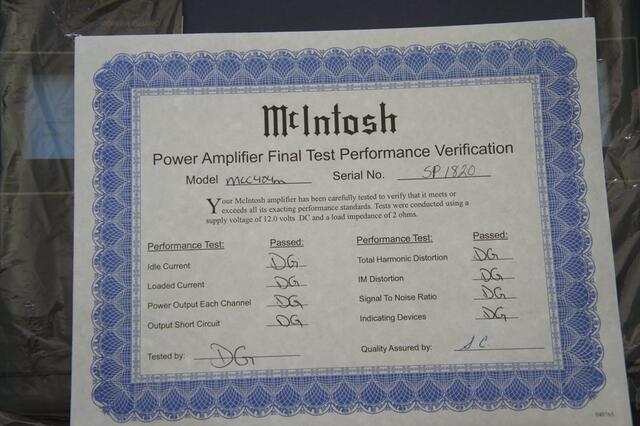 McIntosh
Power Amplifier Final Test Performance Verification
Model MCC404m Serial No. SP1820
Your McIntosh amplifier has been carefully tested to verify that it meets or
exceeds all its exacting performance standards. Tests were conducted using a
supply voltage of 12.0 volts DC and a load impedance of 2 ohms.
Performance Test: Passed: Performance Test: Passed:
Idle Current DG Total Harmonic Distortion DG
Loaded Current DG IM Distortion DG
Power Output Each Channel DG Signal To Noise Ratio DG
Output Short Circuit DG Indicating Devices DG
Tested by: DG Quality Assured by: SC
040765